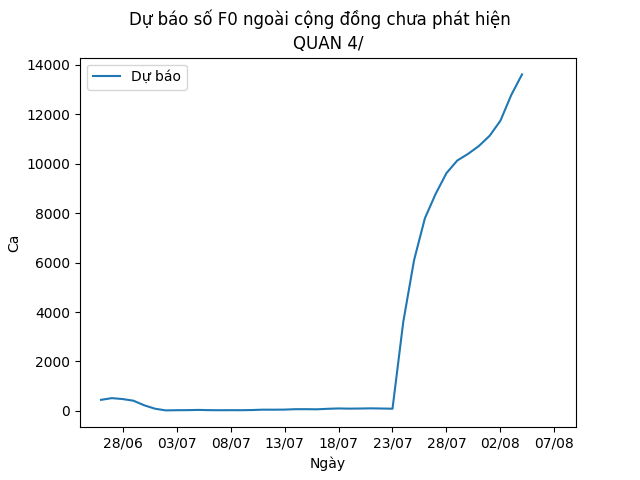 Dự báo số F0 ngoài cộng đồng chưa phát hiện
QUAN 4/
Dự báo
14000
12000
10000
8000
6000
4000
2000
0
Ca
28/06 03/07 08/07 13/07 18/07 23/07 28/07 02/08 07/08
Ngày